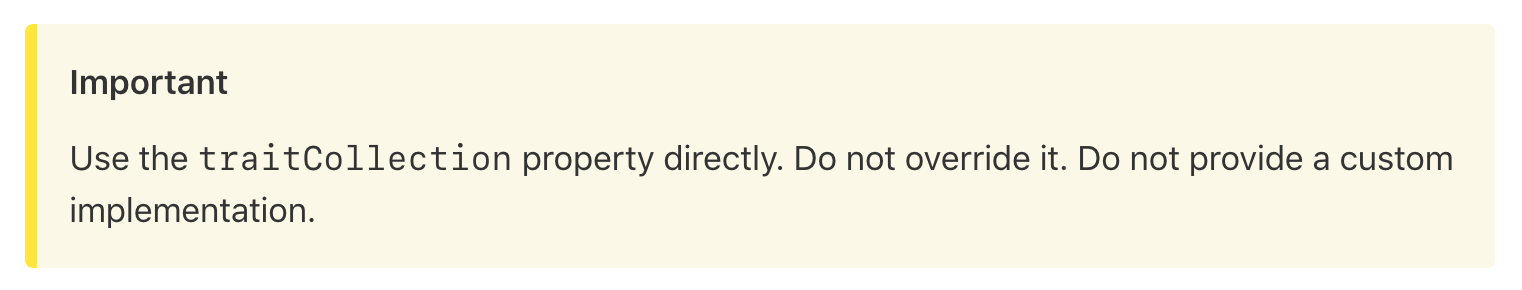 Important
Use the traitCollection property directly. Do not override it. Do not provide a custom
implementation.